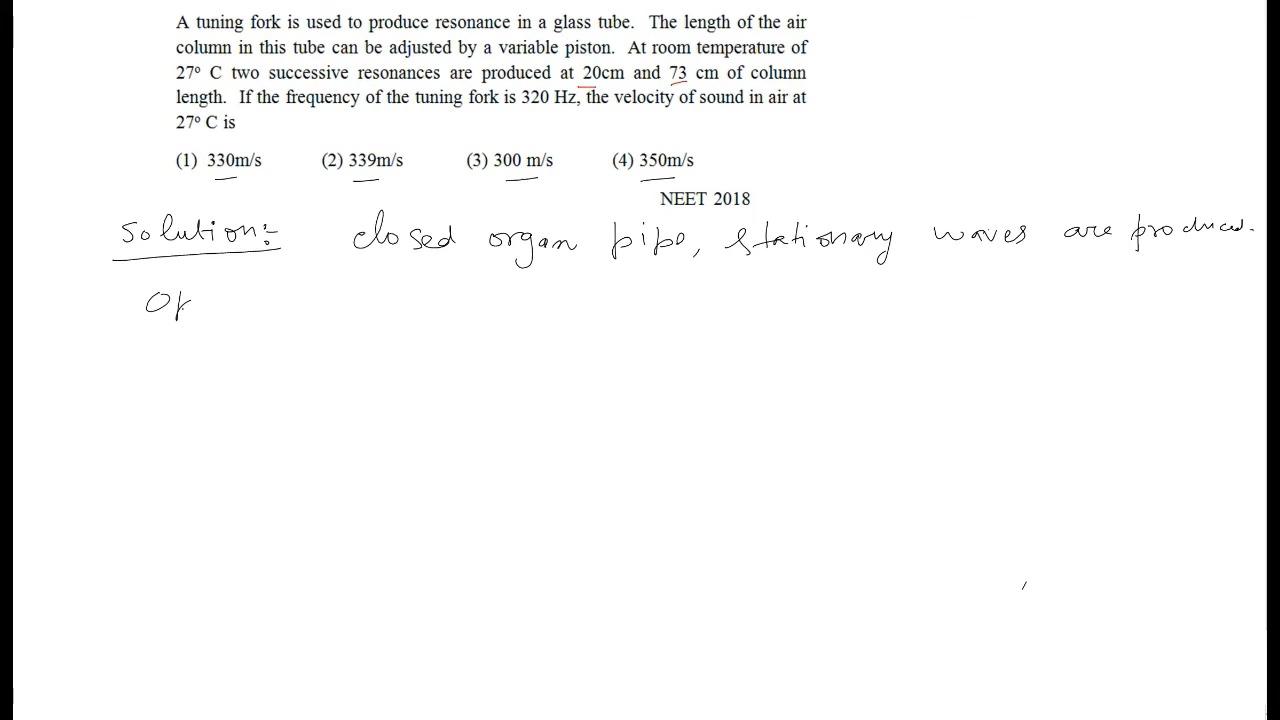 A tuning fork is used to produce resonance in a glass tube. The length of the air
column in this tube can be adjusted by a variable piston. At room temperature of
27° C two successive resonances are produced at 20cm and 73 cm of column
length. If the frequency of the tuning fork is 320 Hz, the velocity of sound in air at
27° C is
(1) 330m/s (2) 339m/s (3) 300 m/s (4) 350m/s
NEET 2018
Solution:- closed organ pipe, stationary waves are produced.